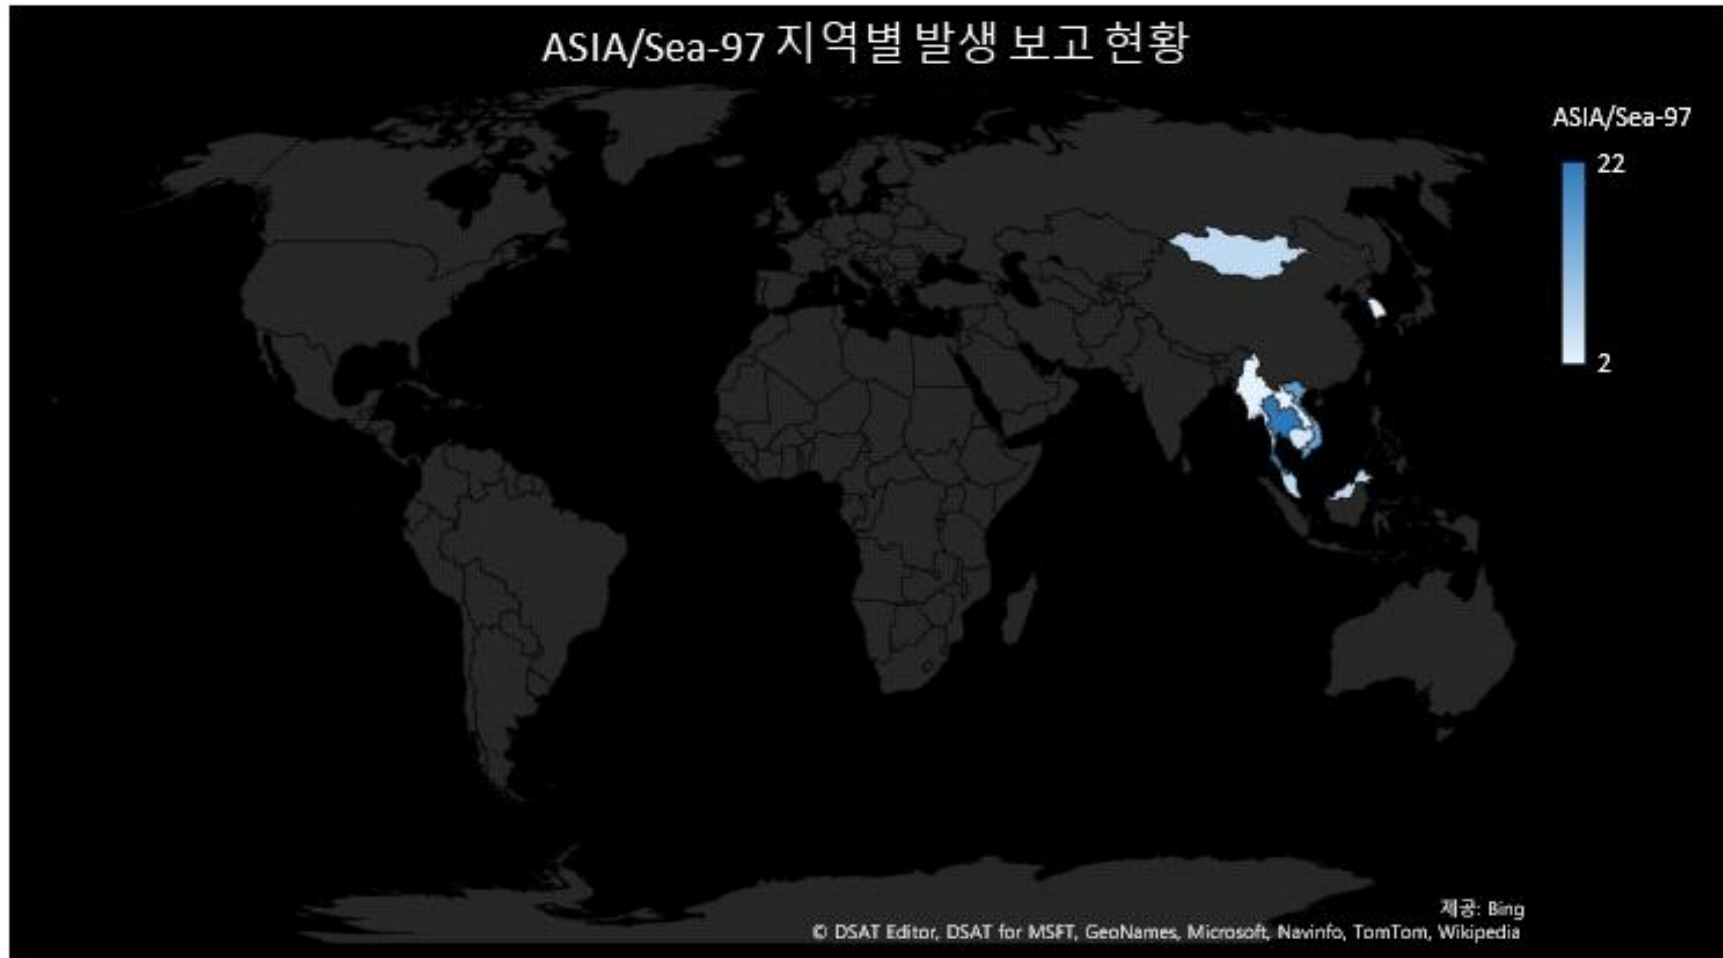 ASIA/Sea-97 지역별 발생 보고 현황
ASIA/Sea-97
22
2
제공: Bing
© DSAT Editor, DSAT for MSFT, GeoNames, Microsoft, Navinfo, TomTom, Wikipedia